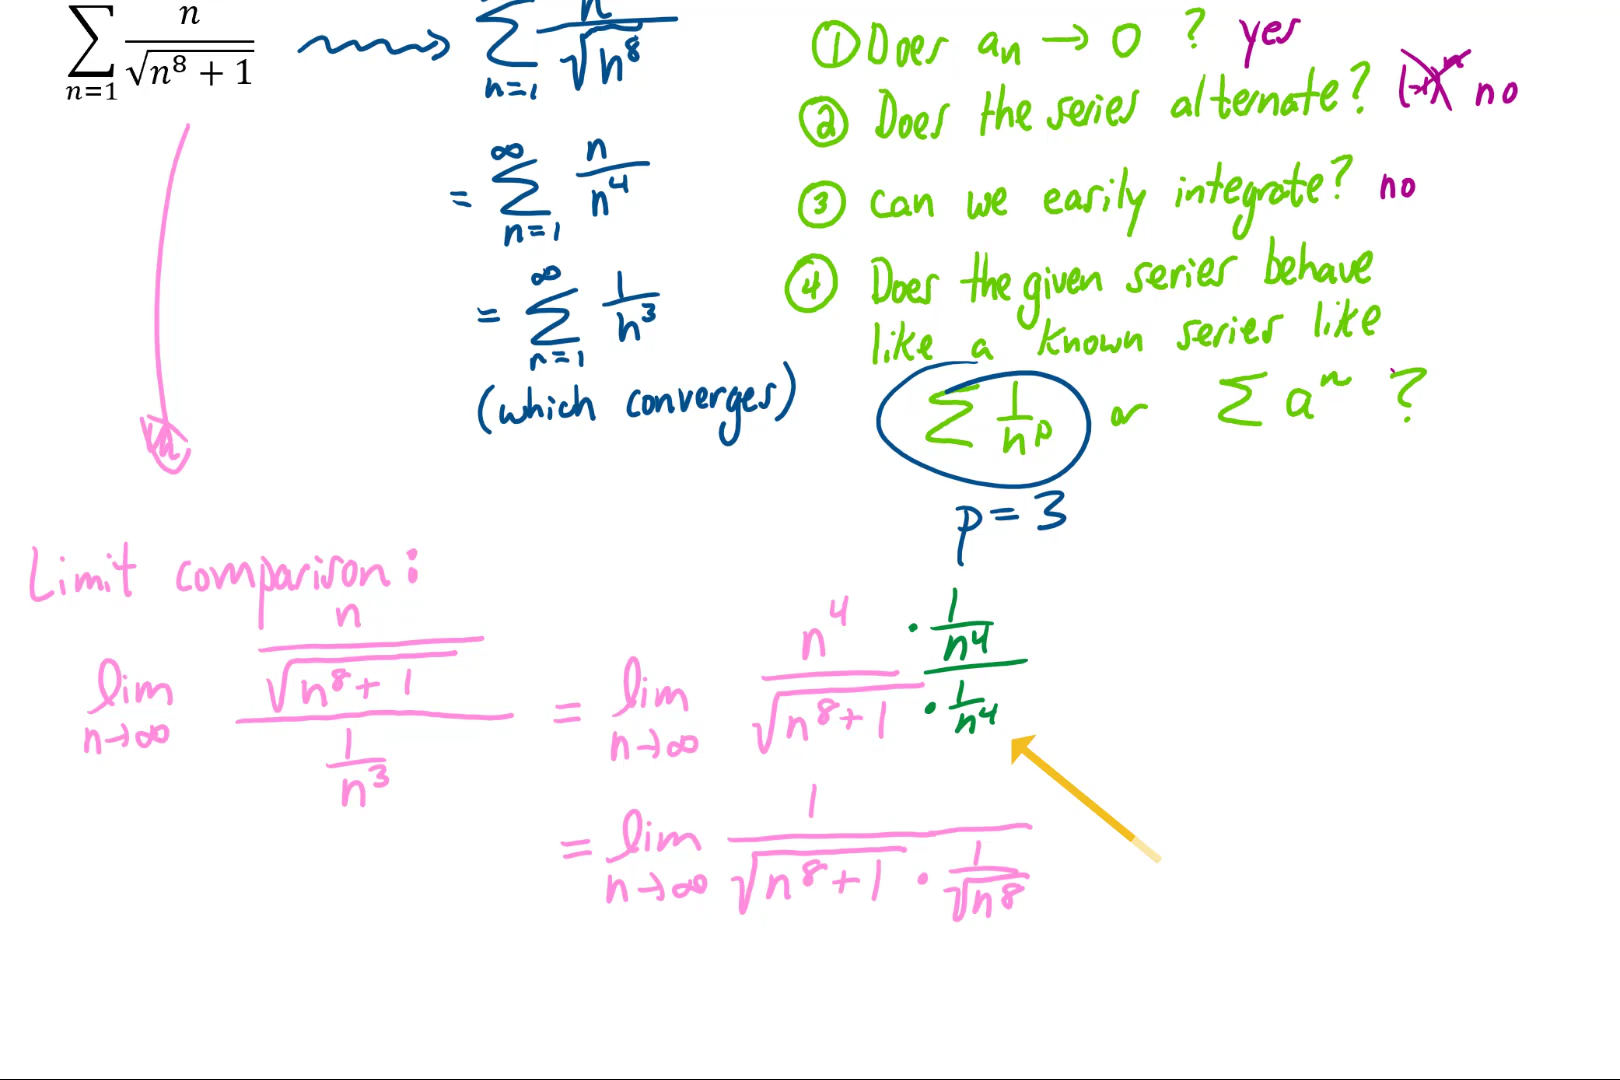 ∑ n=1 n/√(n⁸ + 1) ⟿ ∑ n=1 n/√(n⁸)
= ∑ n=1 ∞ n/n⁴
= ∑ n=1 ∞ 1/n³
(which converges)
① Does aₙ → 0 ? yes
② Does the series alternate? (-1)ⁿ no
③ can we easily integrate? no
④ Does the given series behave
like a known series like
∑ 1/nᵖ or ∑ aⁿ ?
p = 3
Limit comparison:
lim n→∞ (n/√(n⁸+1))/(1/n³) = lim n→∞ n⁴/√(n⁸+1) · (1/n⁴)/· (1/n⁴)
= lim n→∞ 1/(√(n⁸+1) · 1/√(n⁸))